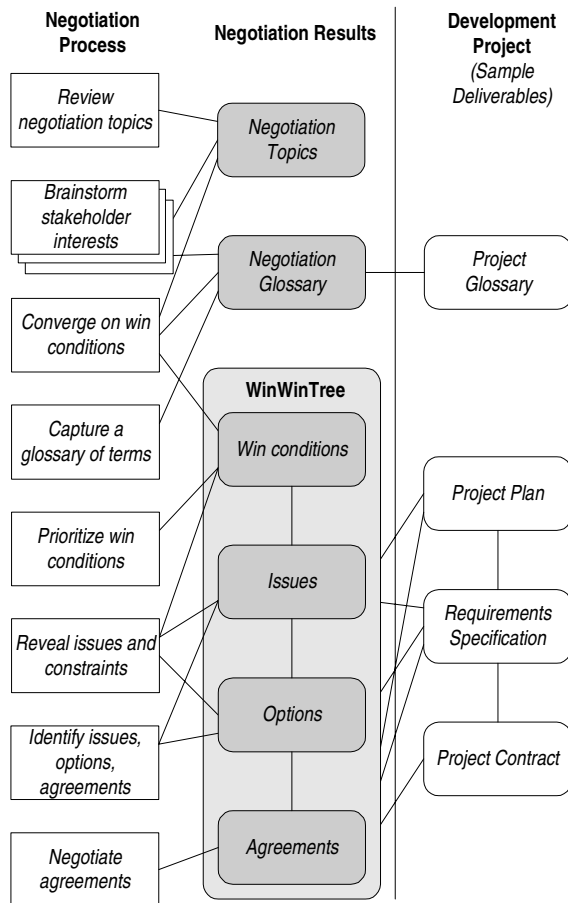 Negotiation
Process
Negotiation Results
Development
Project
(Sample
Deliverables)
Review
negotiation topics
Brainstorm
stakeholder
interests
Converge on win
conditions
Capture a
glossary of terms
Prioritize win
conditions
Reveal issues and
constraints
Identify issues,
options,
agreements
Negotiate
agreements
Negotiation
Topics
Negotiation
Glossary
WinWinTree
Win conditions
Issues
Options
Agreements
Project
Glossary
Project Plan
Requirements
Specification
Project Contract